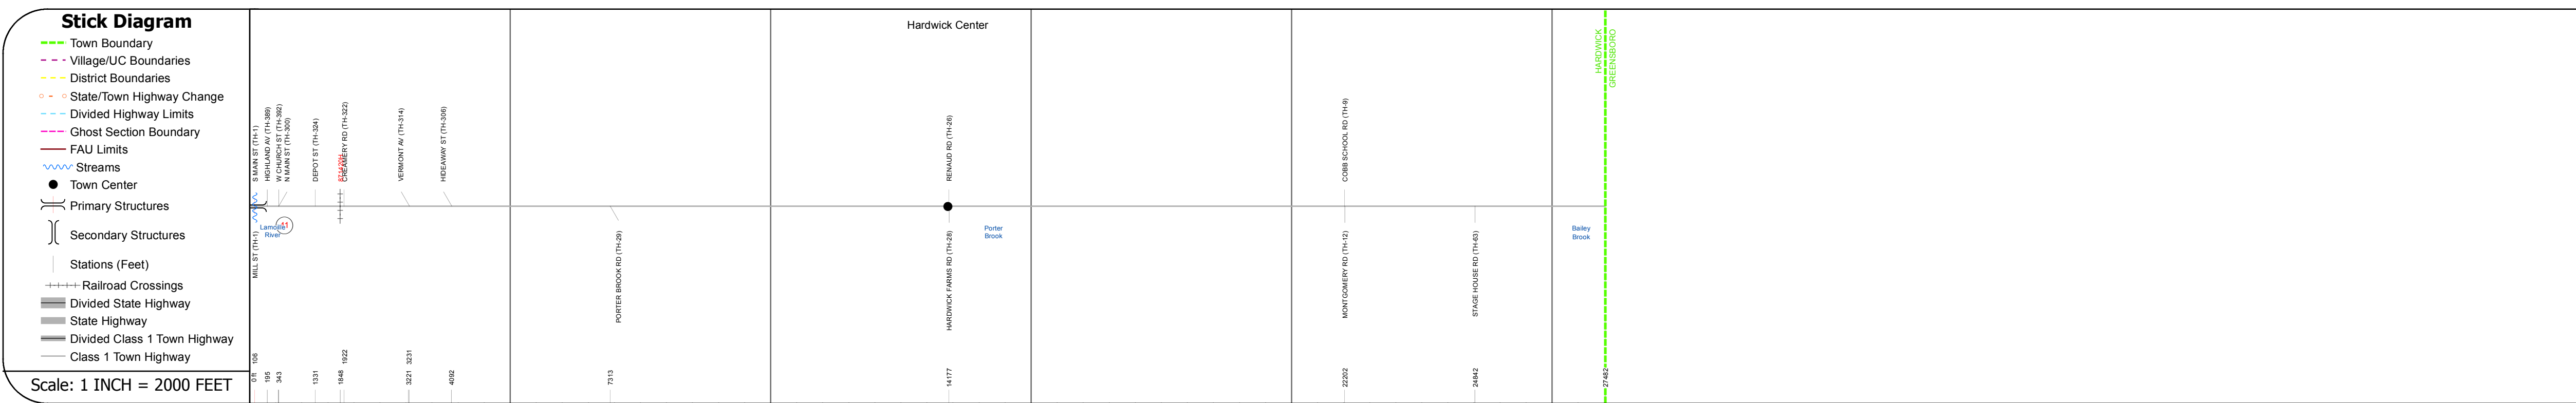 Stick Diagram
Town Boundary
Village/UC Boundaries
District Boundaries
State/Town Highway Change
Divided Highway Limits
Ghost Section Boundary
FAU Limits
Streams
Town Center
Primary Structures
Secondary Structures
Stations (Feet)
Railroad Crossings
Divided State Highway
State Highway
Divided Class 1 Town Highway
Class 1 Town Highway
Scale: 1 INCH = 2000 FEET
Hardwick Center
HARDWICK
GREENSBORO
S MAIN ST (TH-1)
HIGHLAND AV (TH-389)
W CHURCH ST (TH-392)
N MAIN ST (TH-300)
DEPOT ST (TH-324)
CREAMERY RD (TH-322)
VERMONT AV (TH-314)
HIDEAWAY ST (TH-306)
RENAUD RD (TH-26)
COBB SCHOOL RD (TH-9)
11
Lamoille
River
Porter
Brook
Bailey
Brook
MILL ST (TH-1)
PORTER BROOK RD (TH-29)
HARDWICK FARMS RD (TH-28)
MONTGOMERY RD (TH-12)
STAGE HOUSE RD (TH-63)
0 ft
106
195
343
1331
1848
1922
3221
3231
4092
7313
14177
22202
24842
27482